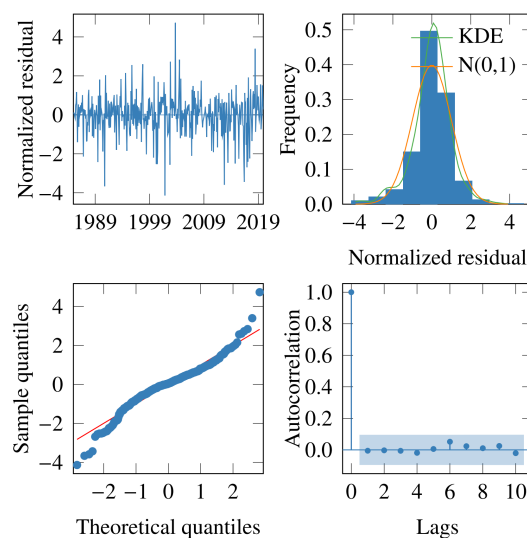 Normalized residual
4
2
0
−2
−4
1989 1999 2009 2019
Frequency
0.5
0.4
0.3
0.2
0.1
0.0
KDE
N(0,1)
−4 −2 0 2 4
Normalized residual
Sample quantiles
4
2
0
−2
−4
−2 −1 0 1 2
Theoretical quantiles
Autocorrelation
1.0
0.8
0.6
0.4
0.2
0.0
0 2 4 6 8 10
Lags